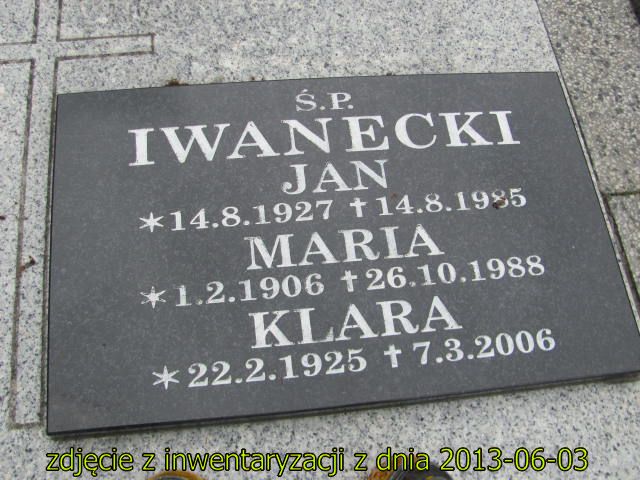 Ś.P.
IWANECKI
JAN
*14.8.1927 ✝14.8.1985
MARIA
*1.2.1906 ✝26.10.1988
KLARA
*22.2.1925 ✝7.3.2006
zdjęcie z inwentaryzacji z dnia 2013-06-03